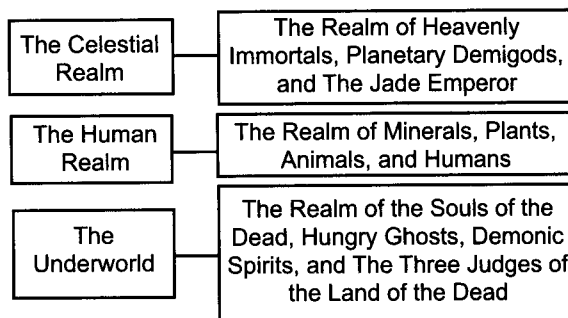 The Celestial
Realm
The Realm of Heavenly
Immortals, Planetary Demigods,
and The Jade Emperor
The Human
Realm
The Realm of Minerals, Plants,
Animals, and Humans
The
Underworld
The Realm of the Souls of the
Dead, Hungry Ghosts, Demonic
Spirits, and The Three Judges of
the Land of the Dead